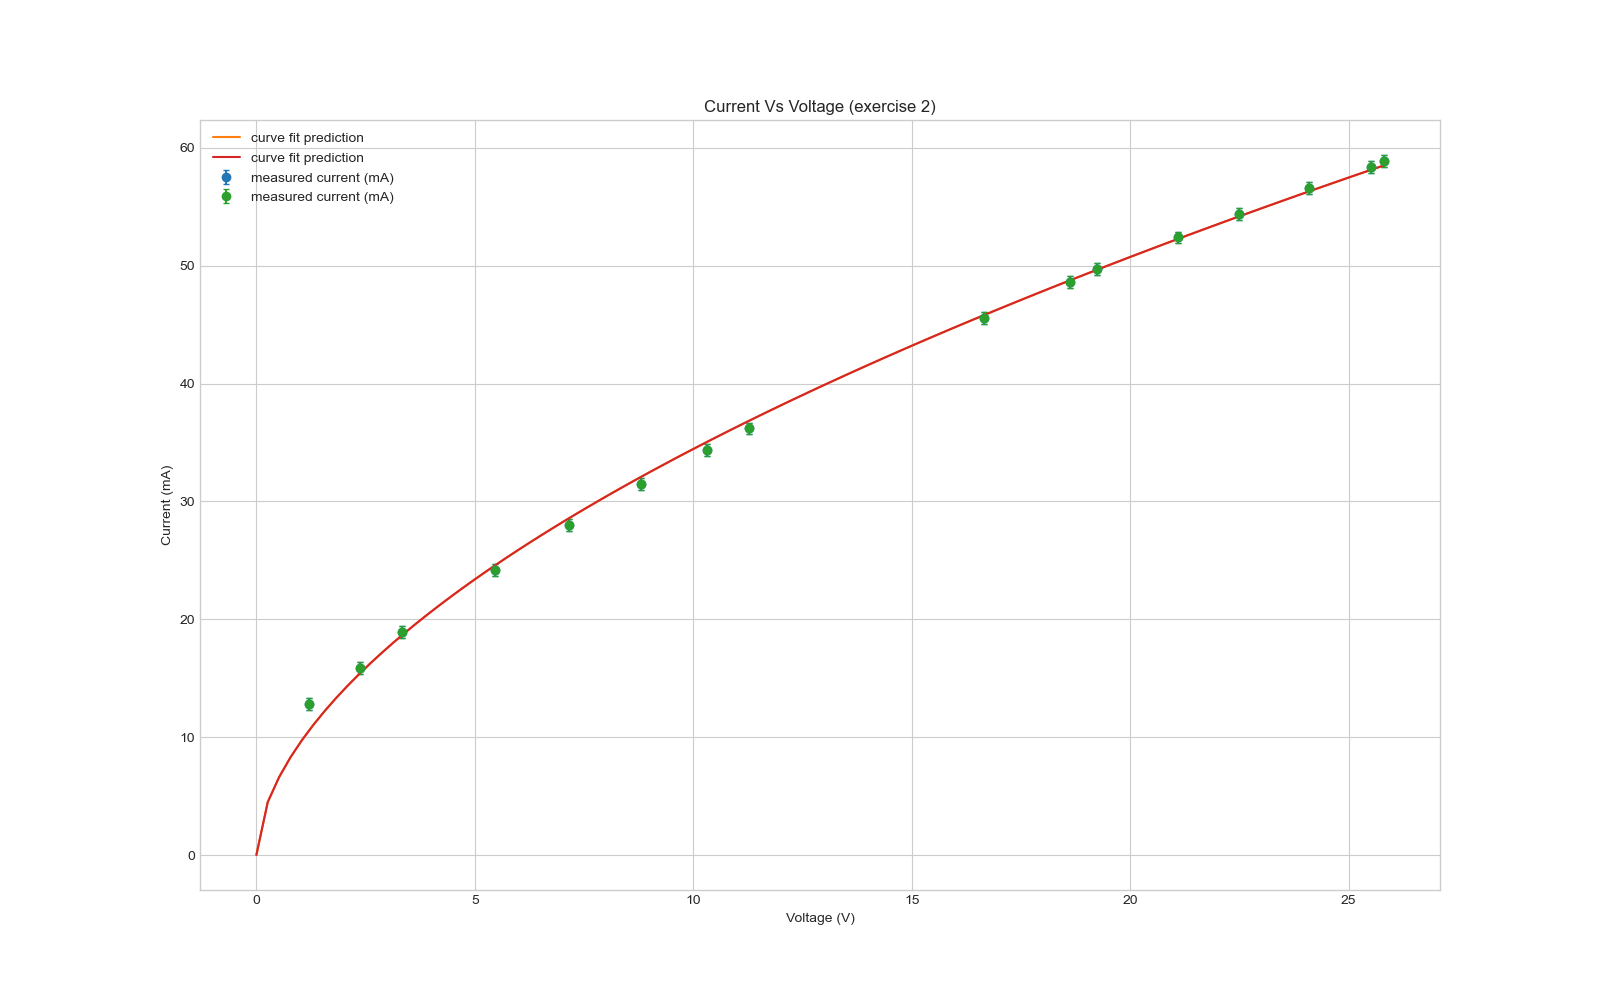 Current Vs Voltage (exercise 2)
curve fit prediction
curve fit prediction
measured current (mA)
measured current (mA)
60
50
40
30
20
10
0
Current (mA)
0 5 10 15 20 25
Voltage (V)